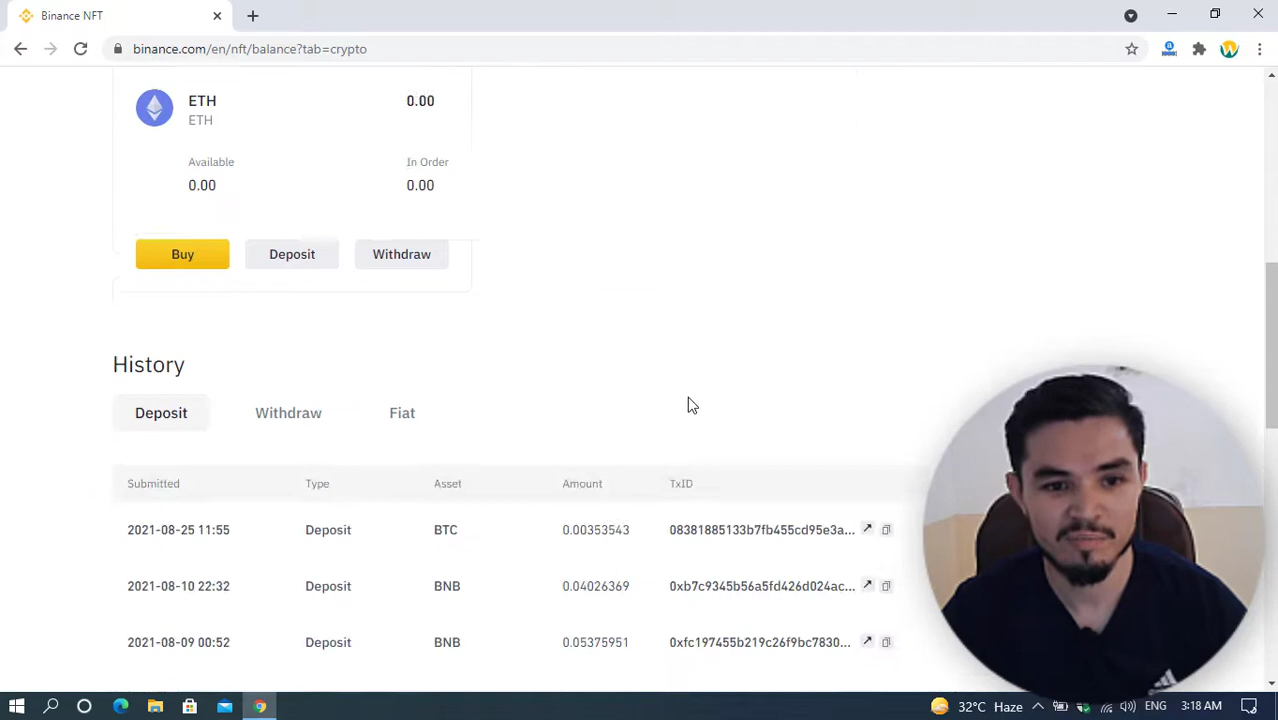 Binance NFT
binance.com/en/nft/balance?tab=crypto
ETH 0.00
ETH
Available In Order
0.00 0.00
Buy Deposit Withdraw
History
Deposit Withdraw Fiat
Submitted Type Asset Amount TxID
2021-08-25 11:55 Deposit BTC 0.00353543 08381885133b7fb455cd95e3a...
2021-08-10 22:32 Deposit BNB 0.04026369 0xb7c9345b56a5fd426d024ac...
2021-08-09 00:52 Deposit BNB 0.05375951 0xfc197455b219c26f9bc7830...
32°C Haze ENG 3:18 AM